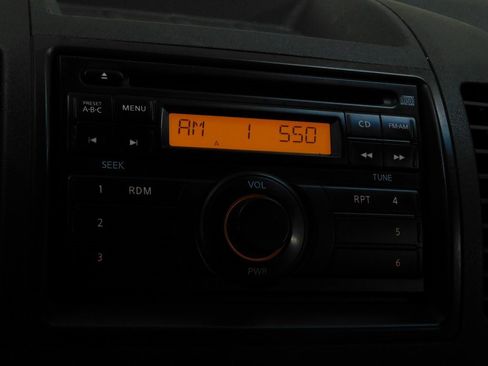 PRESET
A·B·C
MENU
AM 1 550
A
CD
FM·AM
SEEK
TUNE
1 RDM
VOL
RPT 4
2
5
3
6
PWR